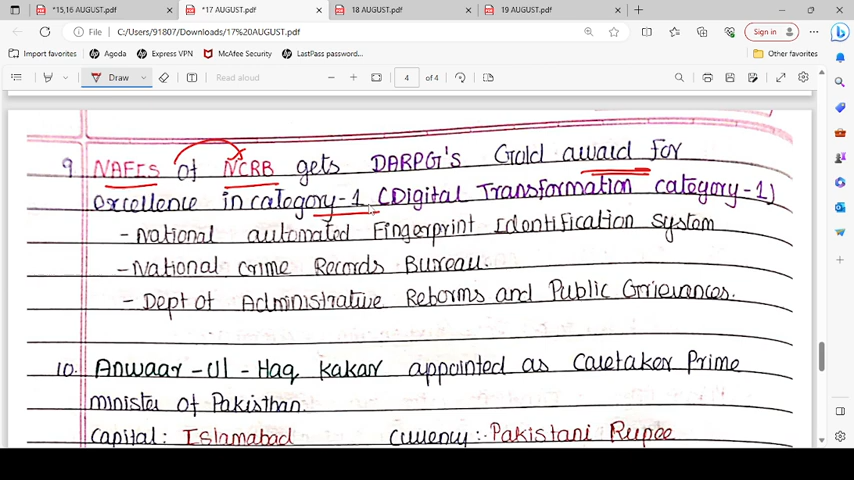 *15,16 AUGUST.pdf
*17 AUGUST.pdf
18 AUGUST.pdf
19 AUGUST.pdf
File
C:/Users/91807/Downloads/17%20AUGUST.pdf
Sign in
Import favorites
Agoda
Express VPN
McAfee Security
LastPass password...
Other favorites
Draw
Read aloud
4
of 4
9 NAFIS of NCRB gets DARPG's Gold award for
excellence in category-1 (Digital Transformation category-1)
-National automated Fingerprint Identification system
-National crime Records Bureau.
- Dept of Administrative Reforms and Public Grievances.
10. Anwaar-Ul-Haq kakar appointed as Caretaker Prime
minister of Pakisthan.
Capital: Islamabad Currency:-Pakistani Rupee